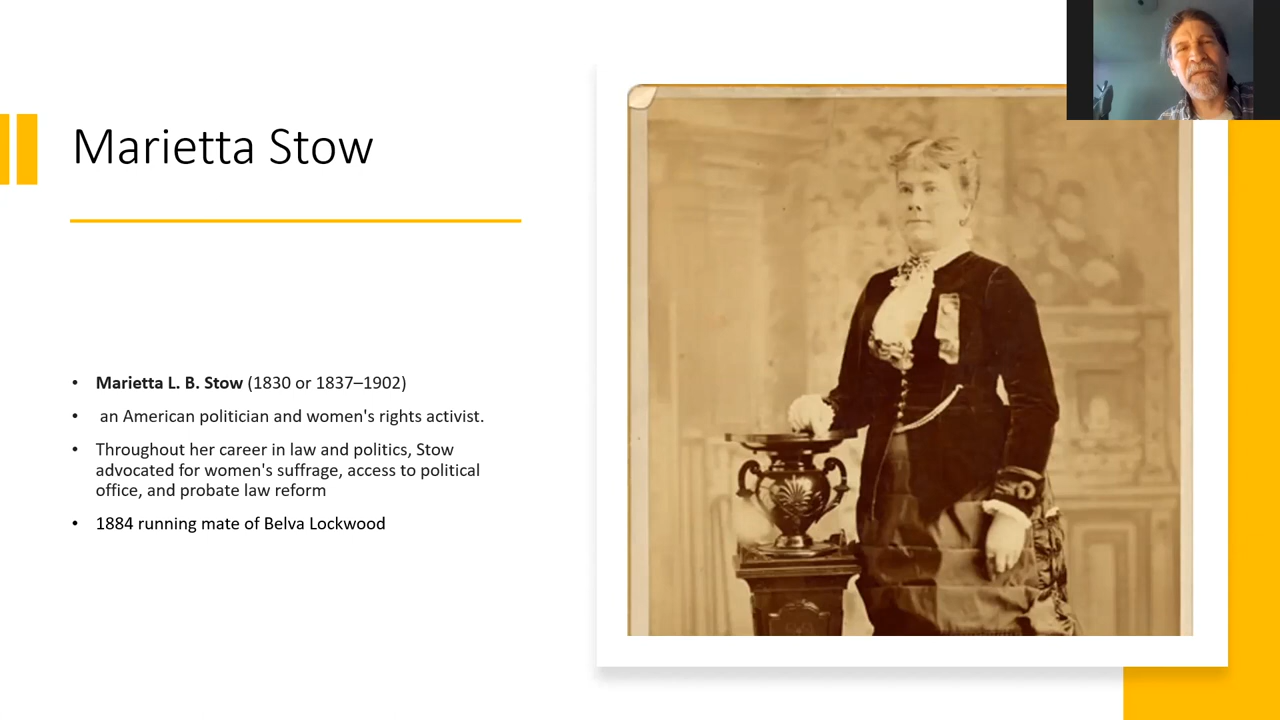 Marietta Stow
• Marietta L. B. Stow (1830 or 1837–1902)
• an American politician and women's rights activist.
• Throughout her career in law and politics, Stow
advocated for women's suffrage, access to political
office, and probate law reform
• 1884 running mate of Belva Lockwood